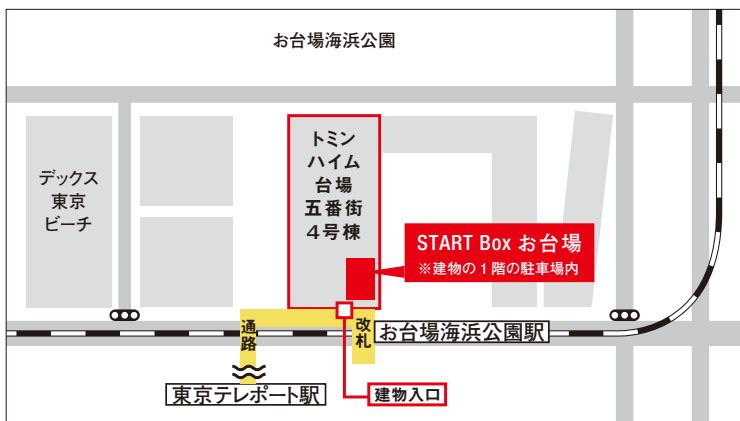 お台場海浜公園
デックス
東京
ビーチ
トミン
ハイム
台場
五番街
4号棟
START Box お台場
※建物の1階の駐車場内
通路
改札
お台場海浜公園駅
東京テレポート駅
建物入口